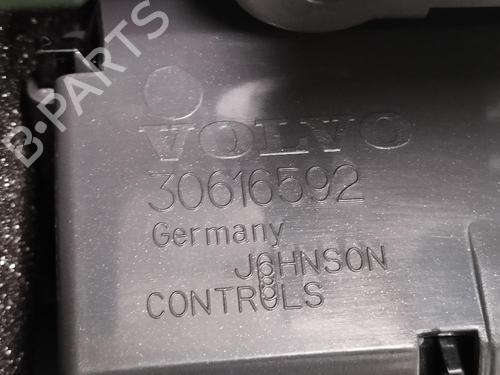 B-PARTS
VOLVO
30616592
Germany
JOHNSON
CONTROLS